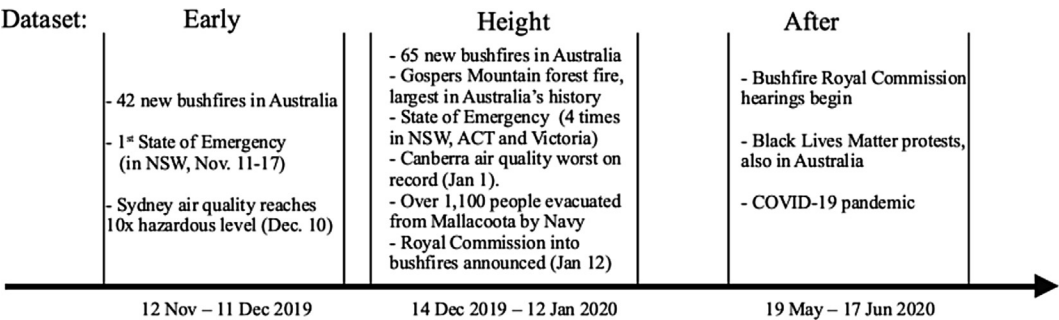 Dataset:
Early
Height
After
- 42 new bushfires in Australia
- 1st State of Emergency
(in NSW, Nov. 11-17)
- Sydney air quality reaches
10x hazardous level (Dec. 10)
- 65 new bushfires in Australia
- Gospers Mountain forest fire,
largest in Australia’s history
- State of Emergency (4 times
in NSW, ACT and Victoria)
- Canberra air quality worst on
record (Jan 1).
- Over 1,100 people evacuated
from Mallacoota by Navy
- Royal Commission into
bushfires announced (Jan 12)
- Bushfire Royal Commission
hearings begin
- Black Lives Matter protests,
also in Australia
- COVID-19 pandemic
12 Nov – 11 Dec 2019
14 Dec 2019 – 12 Jan 2020
19 May – 17 Jun 2020